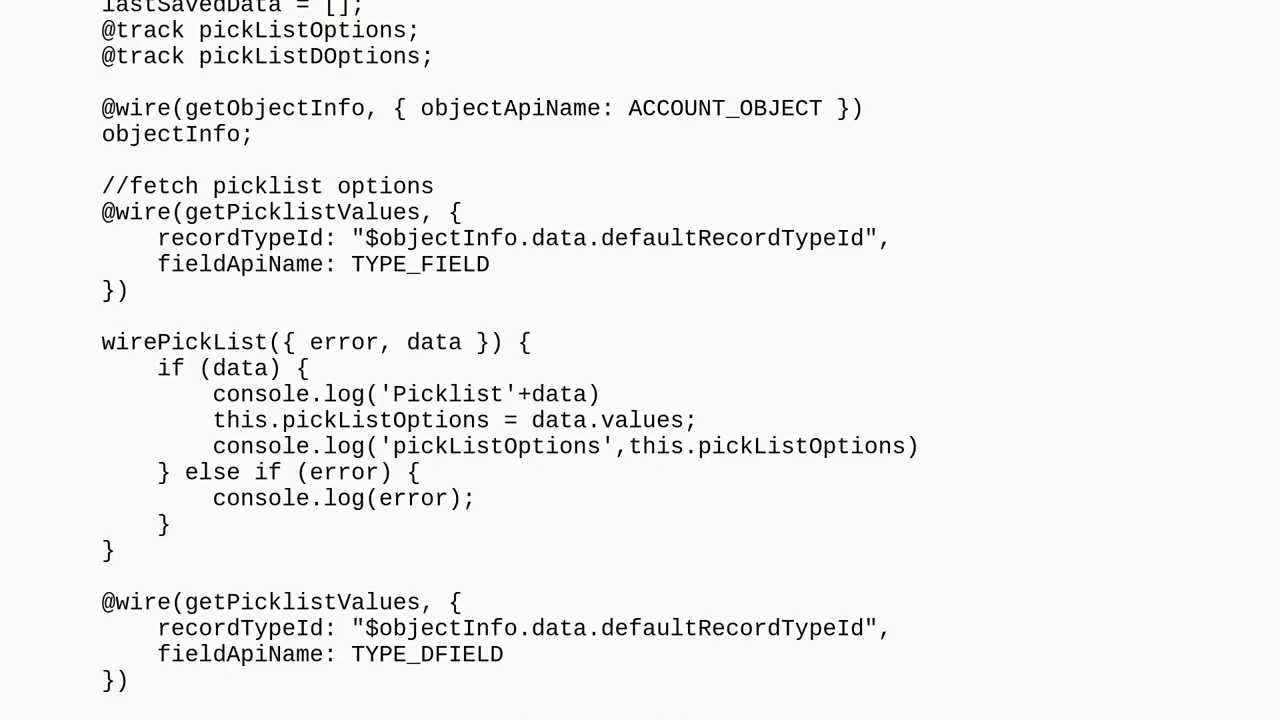 lastSavedData = [];
@track pickListOptions;
@track pickListDOptions;
@wire(getObjectInfo, { objectApiName: ACCOUNT_OBJECT })
objectInfo;
//fetch picklist options
@wire(getPicklistValues, {
recordTypeId: "$objectInfo.data.defaultRecordTypeId",
fieldApiName: TYPE_FIELD
})
wirePickList({ error, data }) {
if (data) {
console.log('Picklist'+data)
this.pickListOptions = data.values;
console.log('pickListOptions',this.pickListOptions)
} else if (error) {
console.log(error);
}
}
@wire(getPicklistValues, {
recordTypeId: "$objectInfo.data.defaultRecordTypeId",
fieldApiName: TYPE_DFIELD
})